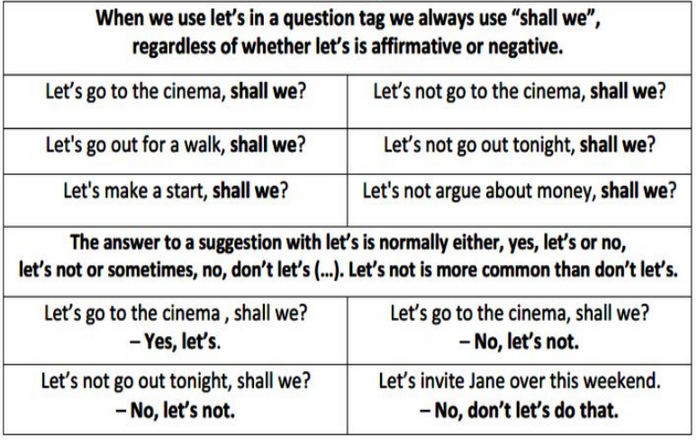 When we use let's in a question tag we always use “shall we”,
regardless of whether let's is affirmative or negative.
Let's go to the cinema, shall we?
Let's not go to the cinema, shall we?
Let's go out for a walk, shall we?
Let's not go out tonight, shall we?
Let's make a start, shall we?
Let's not argue about money, shall we?
The answer to a suggestion with let's is normally either, yes, let's or no,
let's not or sometimes, no, don't let's (...). Let's not is more common than don't let's.
Let's go to the cinema , shall we?
– Yes, let's.
Let's go to the cinema, shall we?
– No, let's not.
Let's not go out tonight, shall we?
– No, let's not.
Let's invite Jane over this weekend.
– No, don't let's do that.